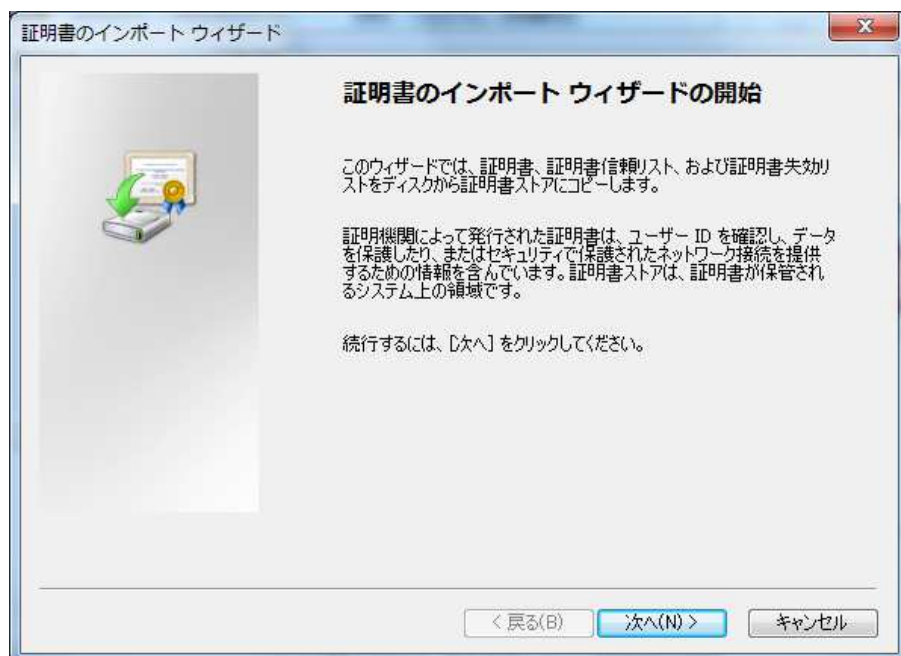 証明書のインポート ウィザード
証明書のインポート ウィザードの開始
このウィザードでは、証明書、証明書信頼リスト、および証明書失効リ
ストをディスクから証明書ストアにコピーします。
証明機関によって発行された証明書は、ユーザー ID を確認し、データ
を保護したり、またはセキュリティで保護されたネットワーク接続を提供
するための情報を含んでいます。証明書ストアは、証明書が保管され
るシステム上の領域です。
続行するには、[次へ] をクリックしてください。
< 戻る(B)
次へ(N) >
キャンセル